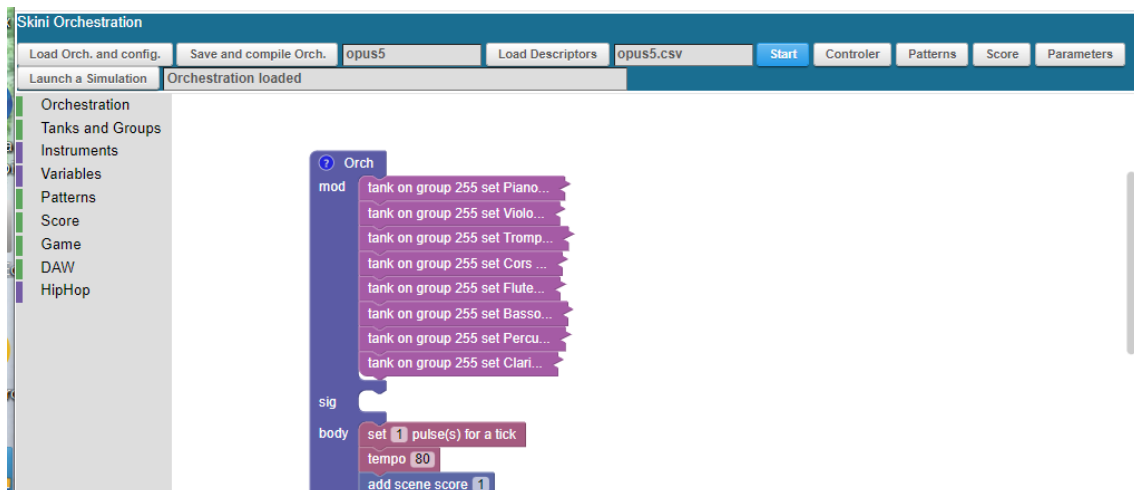 Skini Orchestration
Load Orch. and config. Save and compile Orch. opus5 Load Descriptors opus5.csv Start Controler Patterns Score Parameters
Launch a Simulation Orchestration loaded
Orchestration
Tanks and Groups
Instruments
Variables
Patterns
Score
Game
DAW
HipHop
? Orch
mod tank on group 255 set Piano...
tank on group 255 set Violo...
tank on group 255 set Tromp...
tank on group 255 set Cors ...
tank on group 255 set Flute...
tank on group 255 set Basso...
tank on group 255 set Percu...
tank on group 255 set Clari...
sig
body set 1 pulse(s) for a tick
tempo 80
add scene score 1